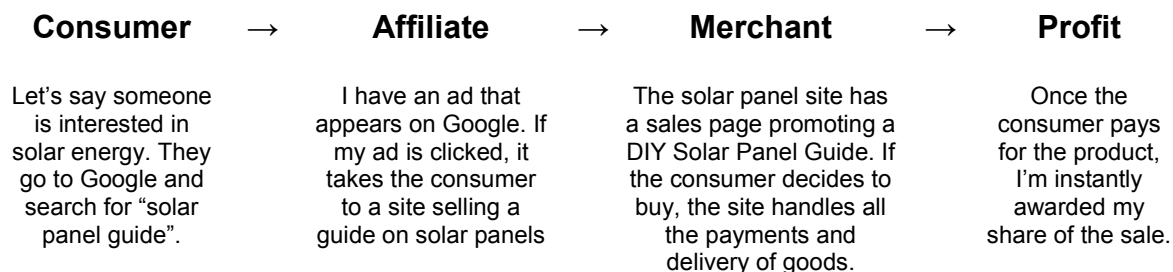 Consumer → Affiliate → Merchant → Profit
Let’s say someone
is interested in
solar energy. They
go to Google and
search for “solar
panel guide”.
I have an ad that
appears on Google. If
my ad is clicked, it
takes the consumer
to a site selling a
guide on solar panels
The solar panel site has
a sales page promoting a
DIY Solar Panel Guide. If
the consumer decides to
buy, the site handles all
the payments and
delivery of goods.
Once the
consumer pays
for the product,
I’m instantly
awarded my
share of the sale.